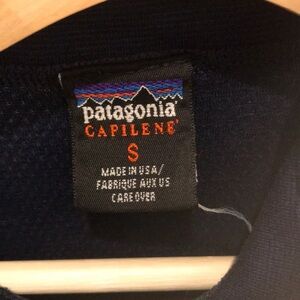 patagonia®
CAPILENE®
S
MADE IN USA/
FABRIQUE AUX US
CARE OVER